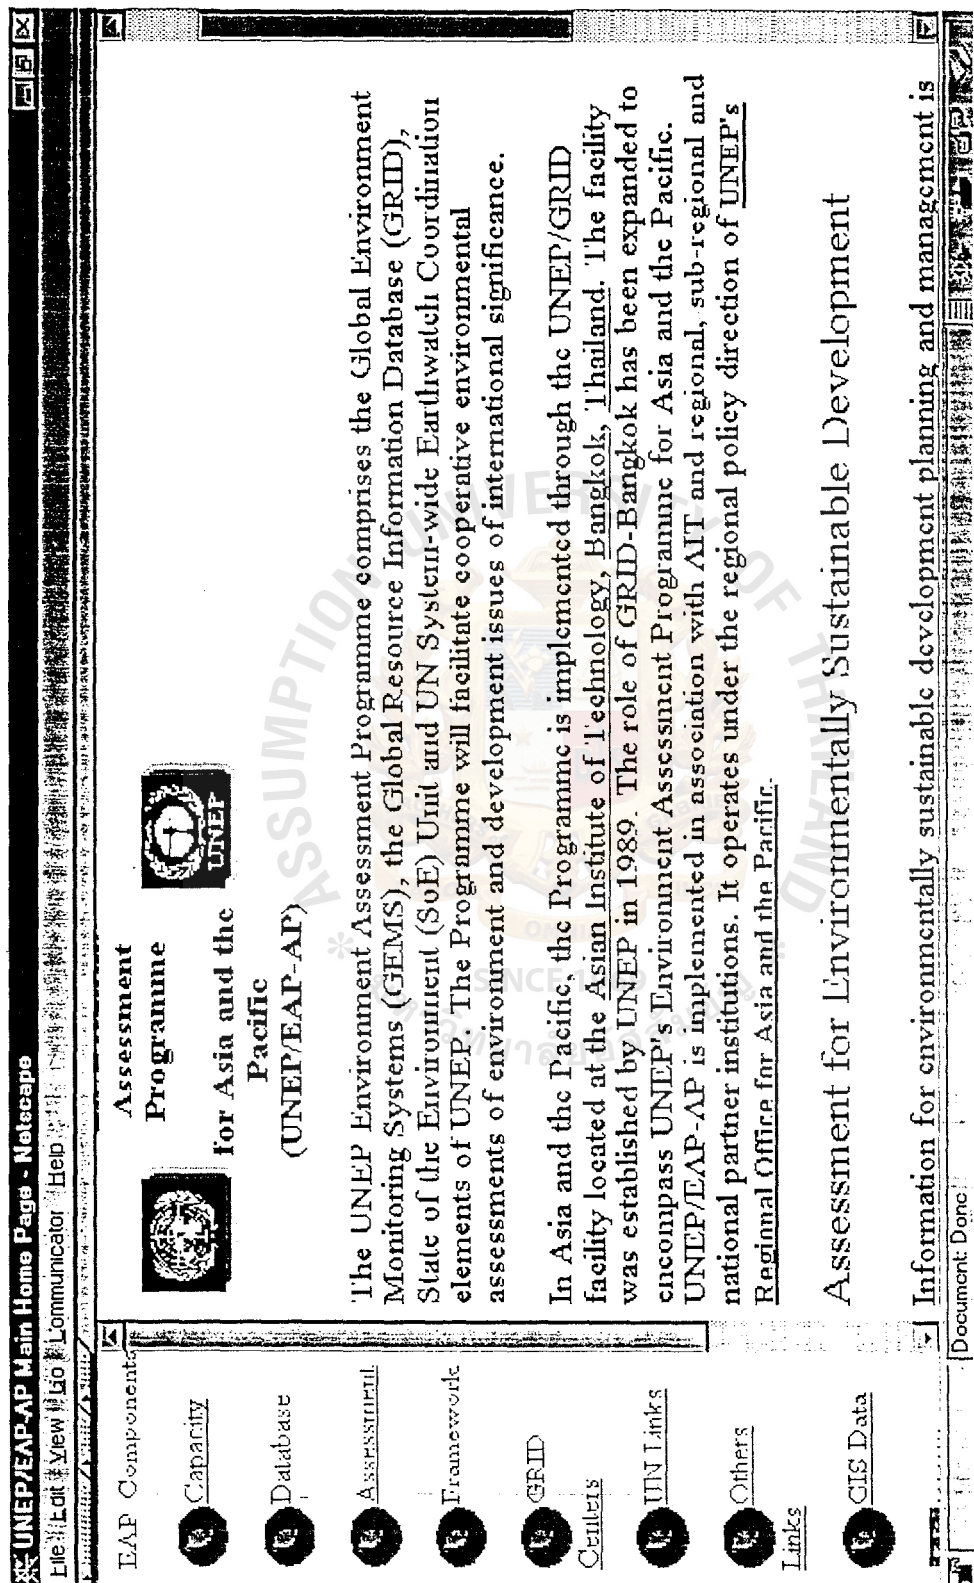 UNEP/EAP-AP Main Home Page - Netscape
File Edit View Go Communicator Help
EAP Components
Capacity
Database
Assessment
Framework
GRID
Centers
UN Links
Others
Links
GIS Data
Assessment
Programme
for Asia and the
Pacific
(UNEP/EAP-AP)
UNEP
The UNEP Environment Assessment Programme comprises the Global Environment
Monitoring Systems (GEMS), the Global Resource Information Database (GRID),
State of the Environment (SoE) Unit and UN System-wide Earthwatch Coordination
elements of UNEP. The Programme will facilitate cooperative environmental
assessments of environment and development issues of international significance.
In Asia and the Pacific, the Programme is implemented through the UNEP/GRID
facility located at the Asian Institute of Technology, Bangkok, Thailand. The facility
was established by UNEP in 1989. The role of GRID-Bangkok has been expanded to
encompass UNEP's Environment Assessment Programme for Asia and the Pacific.
UNEP/EAP-AP is implemented in association with AIT and regional, sub-regional and
national partner institutions. It operates under the regional policy direction of UNEP's
Regional Office for Asia and the Pacific.
Assessment for Environmentally Sustainable Development
Information for environmentally sustainable development planning and management is
Document: Done
ASSUMPTION UNIVERSITY OF THAILAND
OMNIA
SINCE 1969